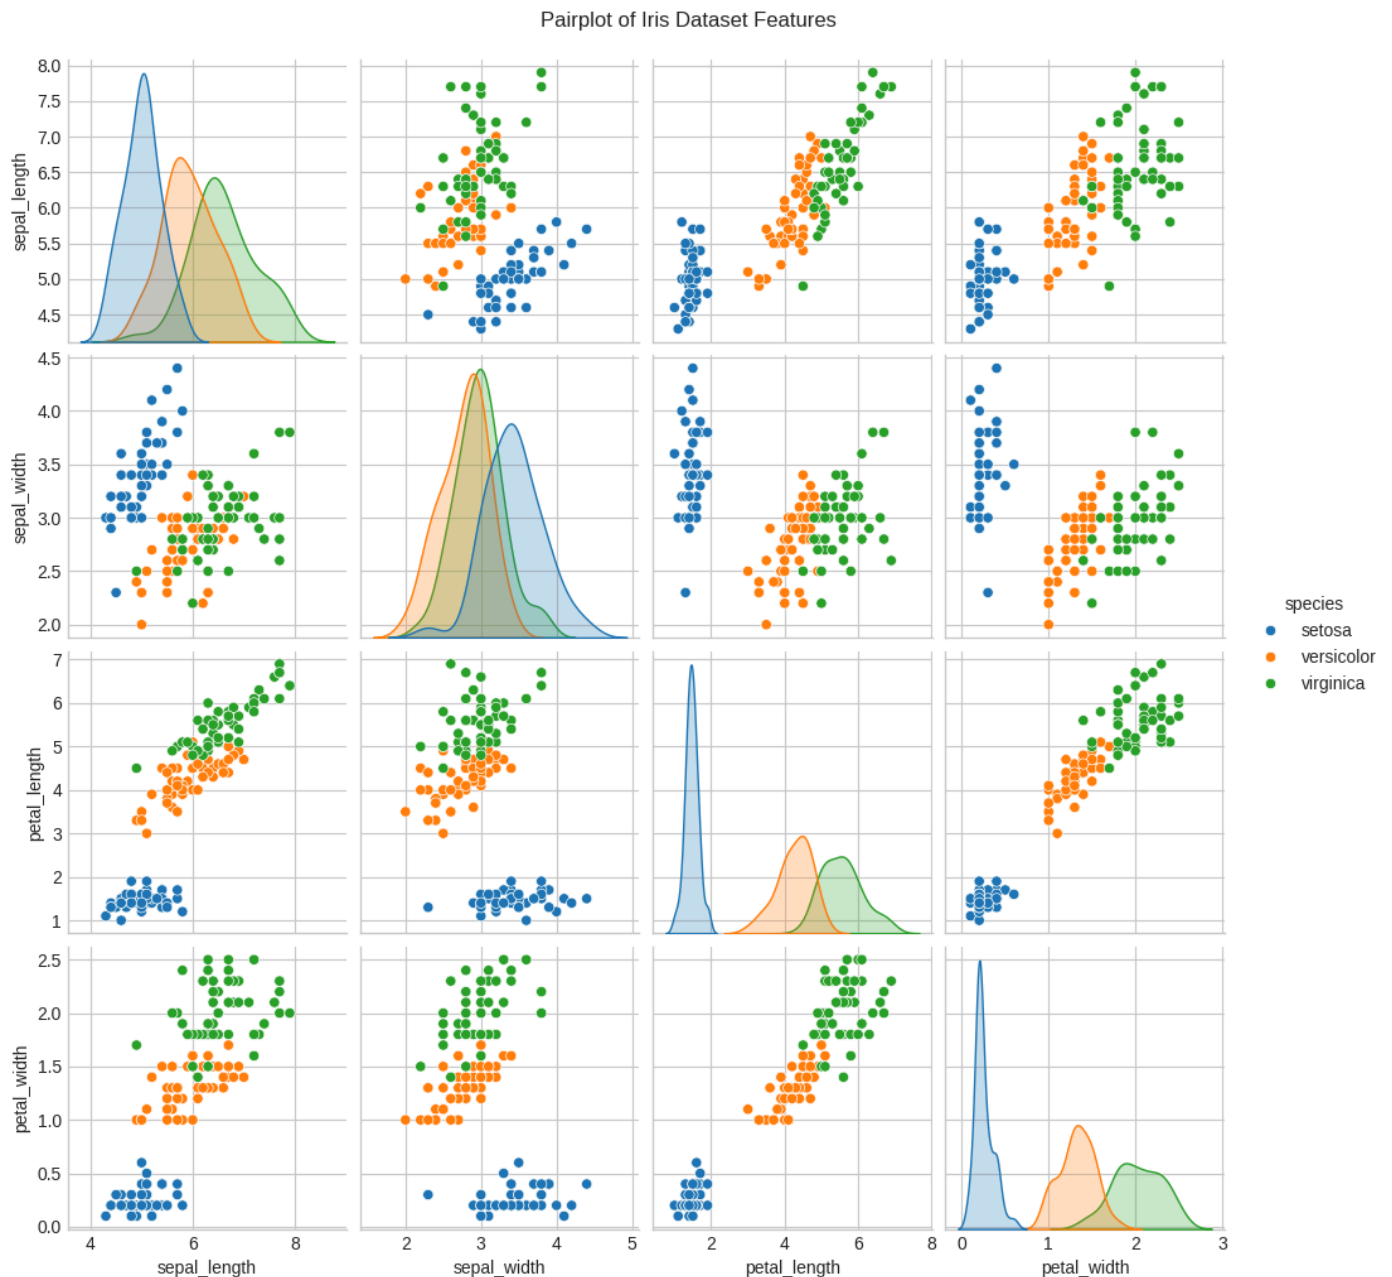 Pairplot of Iris Dataset Features
8.0
7.5
7.0
6.5
6.0
5.5
5.0
4.5
sepal_length
4.5
4.0
3.5
3.0
2.5
2.0
sepal_width
species
setosa
versicolor
virginica
7
6
5
4
3
2
1
petal_length
2.5
2.0
1.5
1.0
0.5
0.0
petal_width
4 6 8
2 3 4 5
2 4 6 8
0 1 2 3
sepal_length
sepal_width
petal_length
petal_width